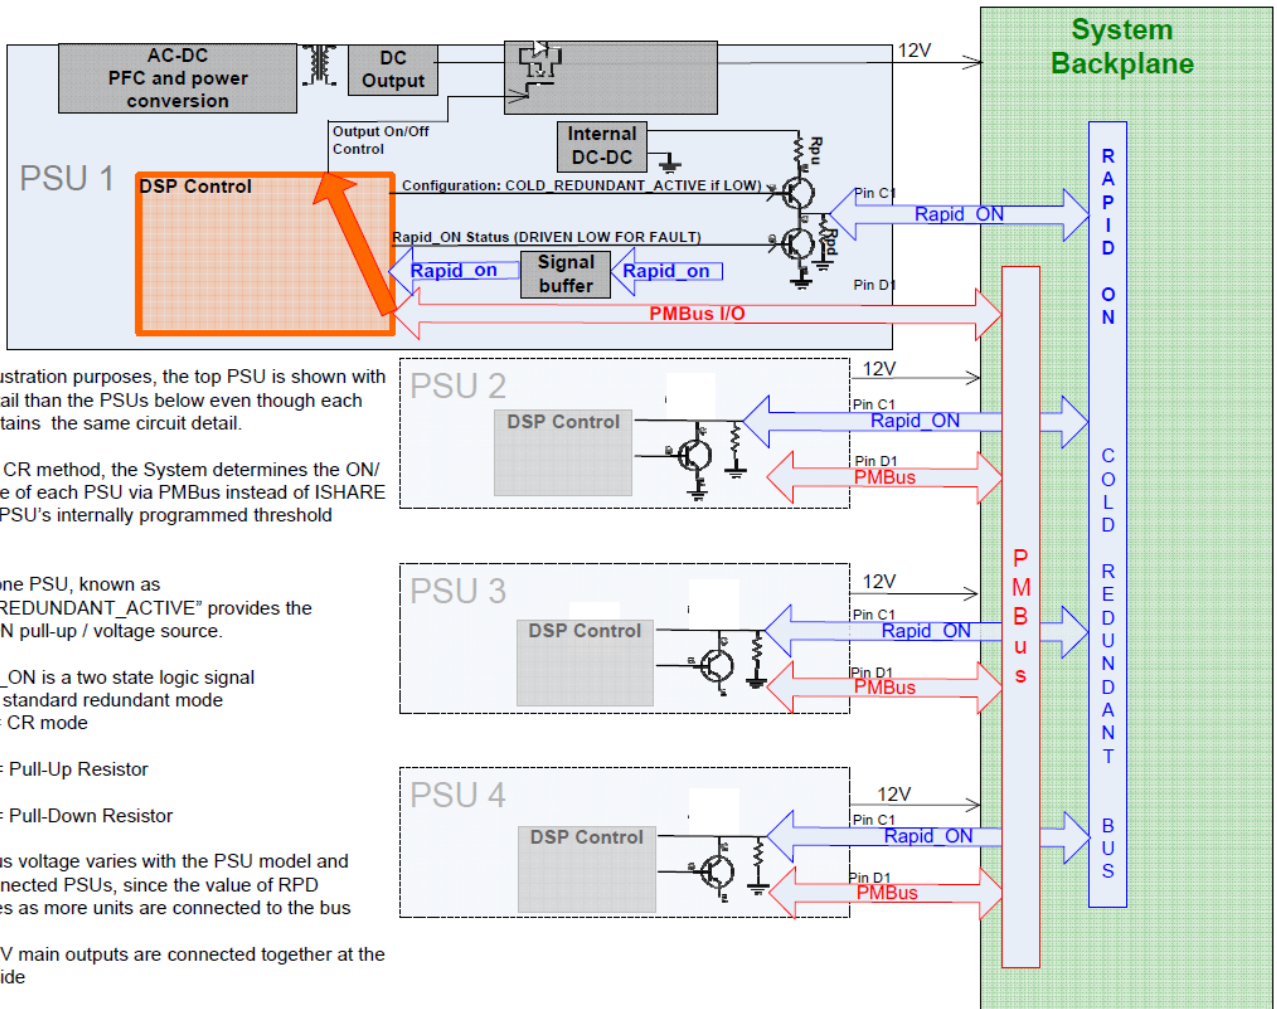 System
Backplane
AC-DC
PFC and power
conversion
DC
Output
12V
Output On/Off
Control
Internal
DC-DC
Rpu
PSU 1
DSP Control
Configuration: COLD_REDUNDANT_ACTIVE if LOW)
Pin C1
Rapid_ON
Rapid_ON Status (DRIVEN LOW FOR FAULT)
Rpd
Rapid_on
Signal
buffer
Rapid_on
Pin D1
PMBus I/O
RAPID ON
COLD REDUNDANT BUS
PMBus
ustration purposes, the top PSU is shown with
tail than the PSUs below even though each
tains the same circuit detail.
CR method, the System determines the ON/
e of each PSU via PMBus instead of ISHARE
PSU's internally programmed threshold
one PSU, known as
REDUNDANT_ACTIVE" provides the
N pull-up / voltage source.
_ON is a two state logic signal
standard redundant mode
= CR mode
= Pull-Up Resistor
= Pull-Down Resistor
us voltage varies with the PSU model and
nnected PSUs, since the value of RPD
es as more units are connected to the bus
V main outputs are connected together at the
ide
PSU 2
DSP Control
12V
Pin C1
Rapid_ON
Pin D1
PMBus
PSU 3
DSP Control
12V
Pin C1
Rapid_ON
Pin D1
PMBus
PSU 4
DSP Control
12V
Pin C1
Rapid_ON
Pin D1
PMBus